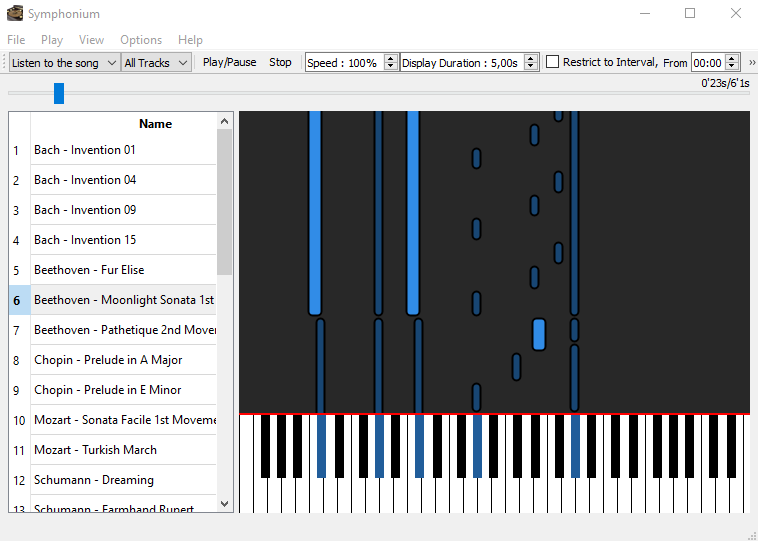 Symphonium
File Play View Options Help
Listen to the song All Tracks Play/Pause Stop Speed : 100% Display Duration : 5,00s Restrict to Interval, From 00:00 »
0'23s/6'1s
Name
1 Bach - Invention 01
2 Bach - Invention 04
3 Bach - Invention 09
4 Bach - Invention 15
5 Beethoven - Fur Elise
6 Beethoven - Moonlight Sonata 1st
7 Beethoven - Pathetique 2nd Mover
8 Chopin - Prelude in A Major
9 Chopin - Prelude in E Minor
10 Mozart - Sonata Facile 1st Moveme
11 Mozart - Turkish March
12 Schumann - Dreaming
13 Schumann - Farmhand Rupert